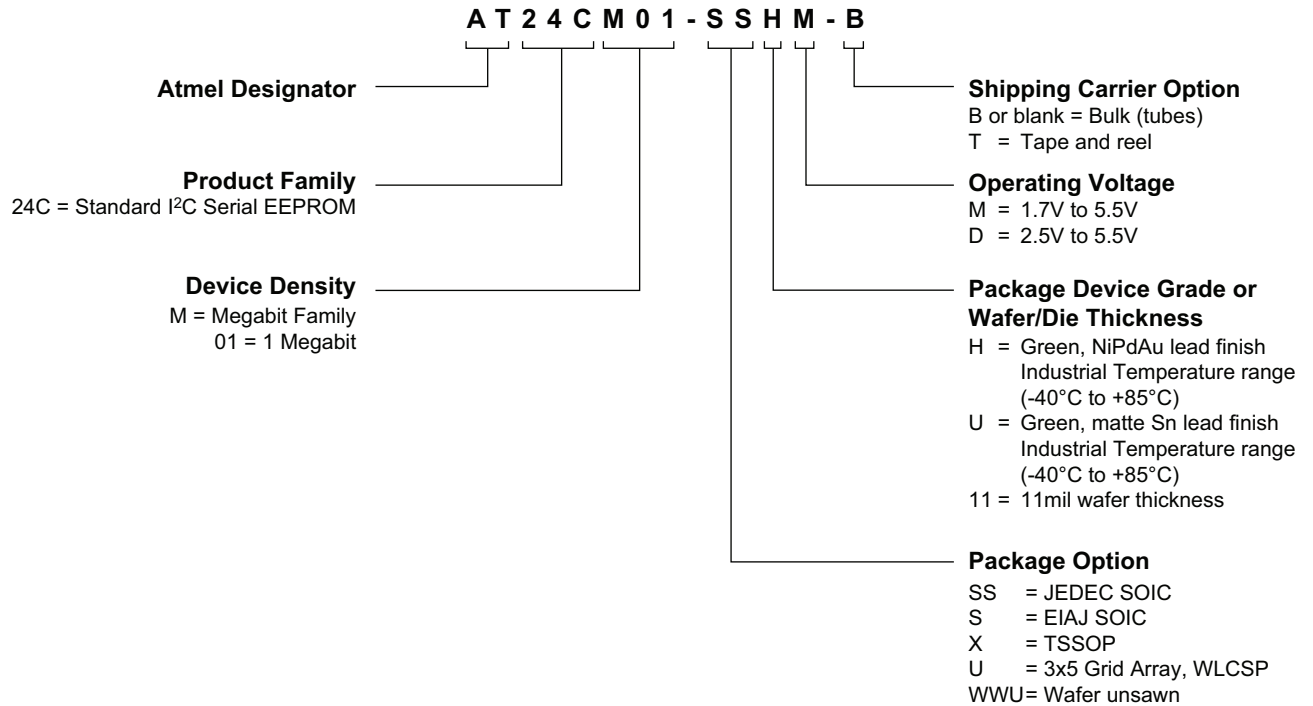 AT24CM01-SSHM-B
Atmel Designator
Product Family
24C = Standard I²C Serial EEPROM
Device Density
M = Megabit Family
01 = 1 Megabit
Shipping Carrier Option
B or blank = Bulk (tubes)
T = Tape and reel
Operating Voltage
M = 1.7V to 5.5V
D = 2.5V to 5.5V
Package Device Grade or
Wafer/Die Thickness
H = Green, NiPdAu lead finish
Industrial Temperature range
(-40°C to +85°C)
U = Green, matte Sn lead finish
Industrial Temperature range
(-40°C to +85°C)
11 = 11mil wafer thickness
Package Option
SS = JEDEC SOIC
S = EIAJ SOIC
X = TSSOP
U = 3x5 Grid Array, WLCSP
WWU= Wafer unsawn